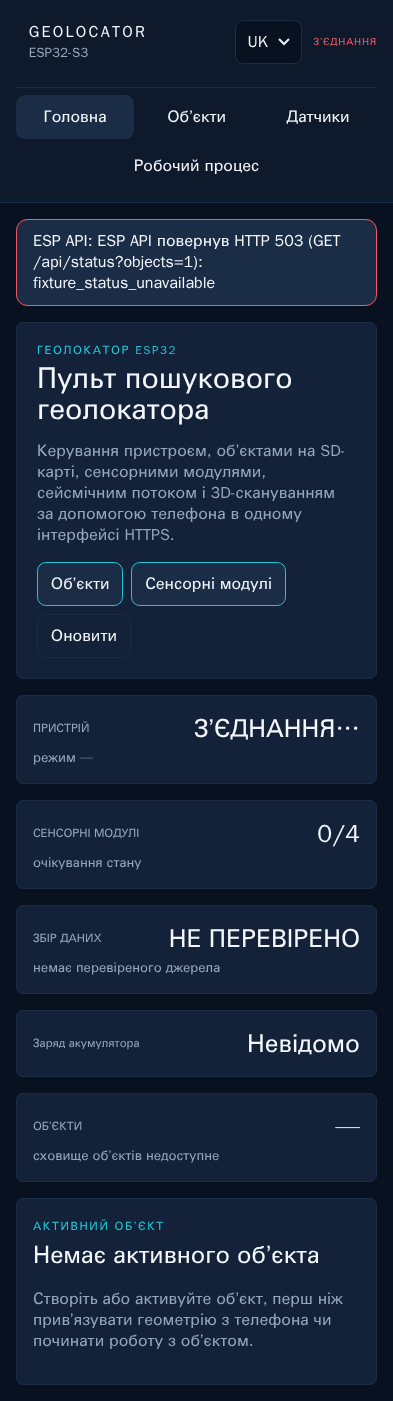 GEOLOCATOR
ESP32-S3
UK
З'ЄДНАННЯ
Головна
Об'єкти
Датчики
Робочий процес
ESP API: ESP API повернув HTTP 503 (GET
/api/status?objects=1):
fixture_status_unavailable
ГЕОЛОКАТОР ESP32
Пульт пошукового
геолокатора
Керування пристроєм, об'єктами на SD-
карті, сенсорними модулями,
сейсмічним потоком і 3D-скануванням
за допомогою телефона в одному
інтерфейсі HTTPS.
Об'єкти
Сенсорні модулі
Оновити
ПРИСТРІЙ
З'ЄДНАННЯ…
режим —
СЕНСОРНІ МОДУЛІ
0/4
очікування стану
ЗБІР ДАНИХ
НЕ ПЕРЕВІРЕНО
немає перевіреного джерела
Заряд акумулятора
Невідомо
ОБ'ЄКТИ
—
сховище об'єктів недоступне
АКТИВНИЙ ОБ'ЄКТ
Немає активного об'єкта
Створіть або активуйте об'єкт, перш ніж
прив'язувати геометрію з телефона чи
починати роботу з об'єктом.